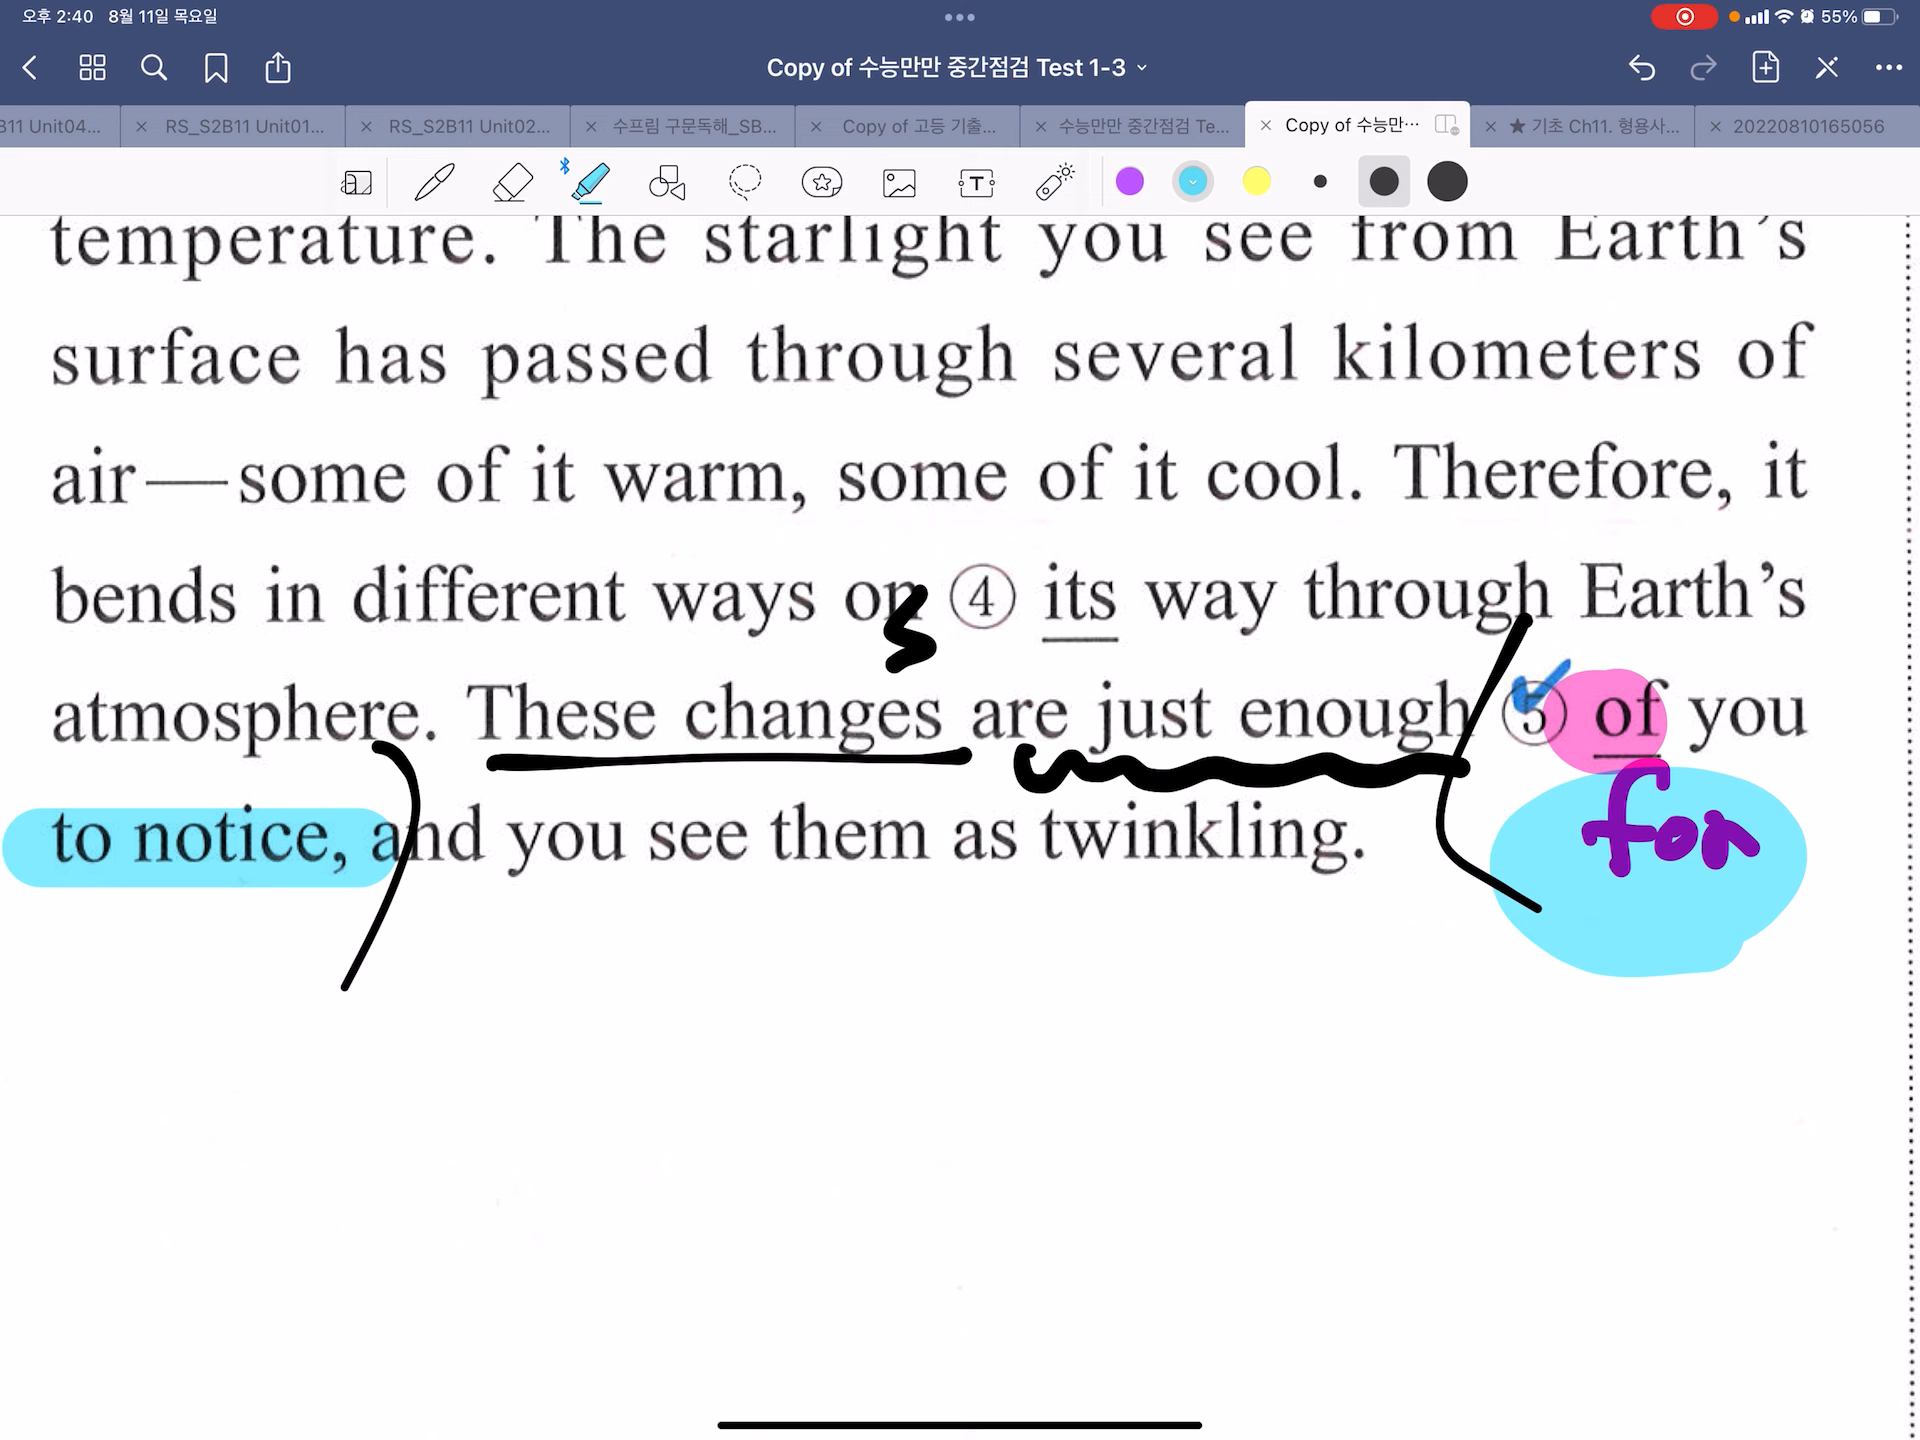 오후 2:40 8월 11일 목요일
55%
Copy of 수능만만 중간점검 Test 1-3
B11 Unit04...
RS_S2B11 Unit01...
RS_S2B11 Unit02...
수프림 구문독해_SB...
Copy of 고등 기출...
수능만만 중간점검 Te...
Copy of 수능만...
★ 기초 Ch11. 형용사...
20220810165056
temperature. The starlight you see from Earth's
surface has passed through several kilometers of
air—some of it warm, some of it cool. Therefore, it
bends in different ways on ④ its way through Earth's
S
atmosphere. These changes are just enough ⑤ of you
to notice, and you see them as twinkling.
for